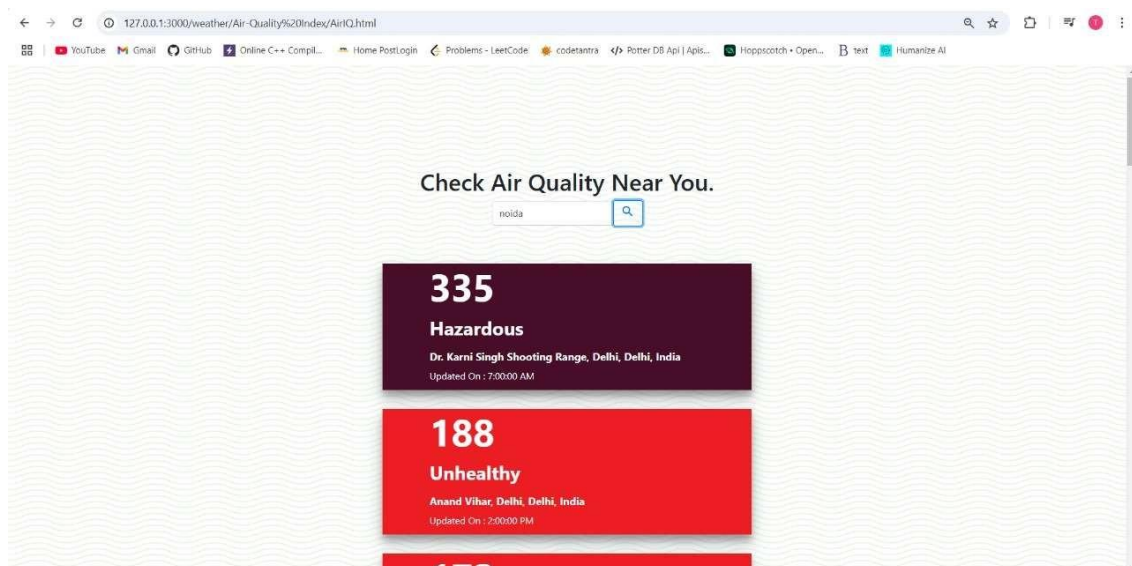 127.0.0.1:3000/weather/Air-Quality%20Index/AirIQ.html
YouTube Gmail GitHub Online C++ Compil... Home PostLogin Problems - LeetCode codetantra Potter DB Api | Apis... Hoppscotch • Open... B text Humanize AI
Check Air Quality Near You.
noida
335
Hazardous
Dr. Karni Singh Shooting Range, Delhi, Delhi, India
Updated On : 7:00:00 AM
188
Unhealthy
Anand Vihar, Delhi, Delhi, India
Updated On : 2:00:00 PM